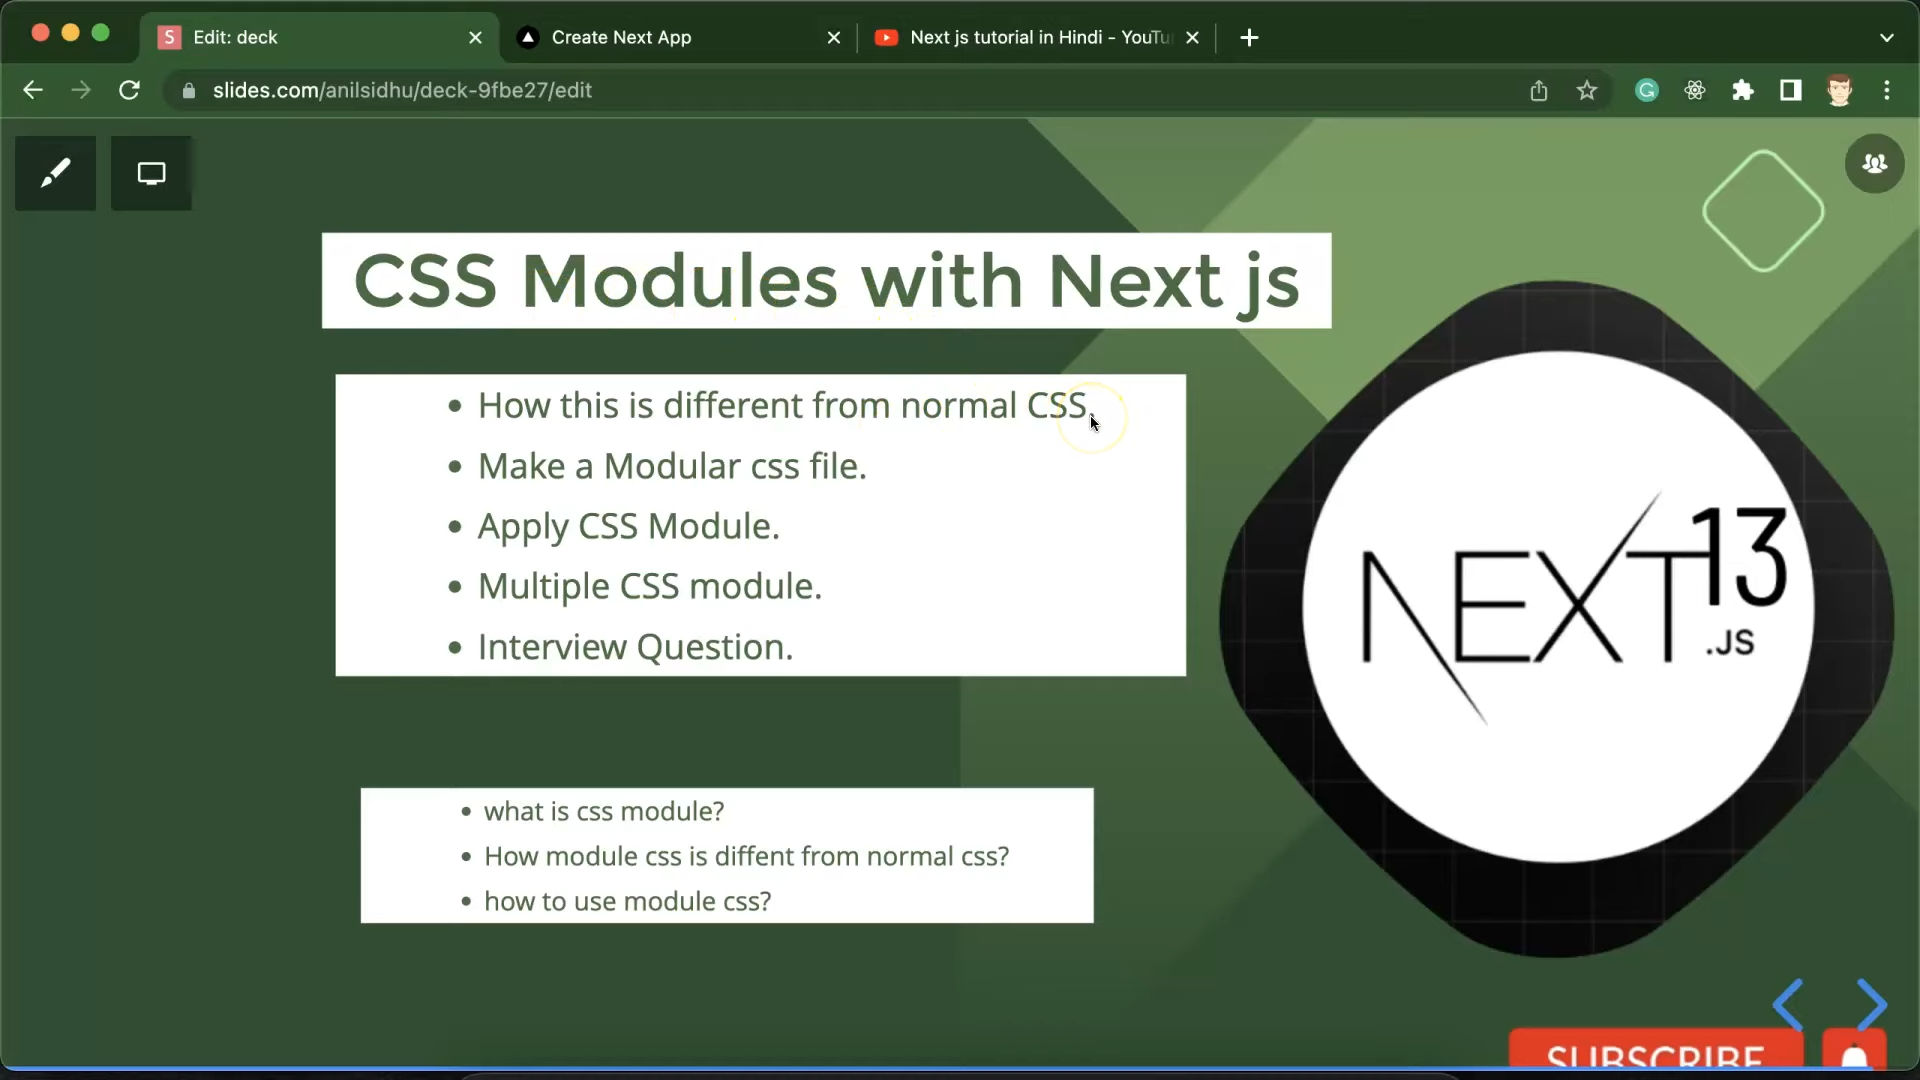 S Edit: deck
Create Next App
Next js tutorial in Hindi - YouTu
slides.com/anilsidhu/deck-9fbe27/edit
CSS Modules with Next js
• How this is different from normal CSS.
• Make a Modular css file.
• Apply CSS Module.
• Multiple CSS module.
• Interview Question.
NEXT 13
.JS
• what is css module?
• How module css is diffent from normal css?
• how to use module css?
SUBSCRIBE